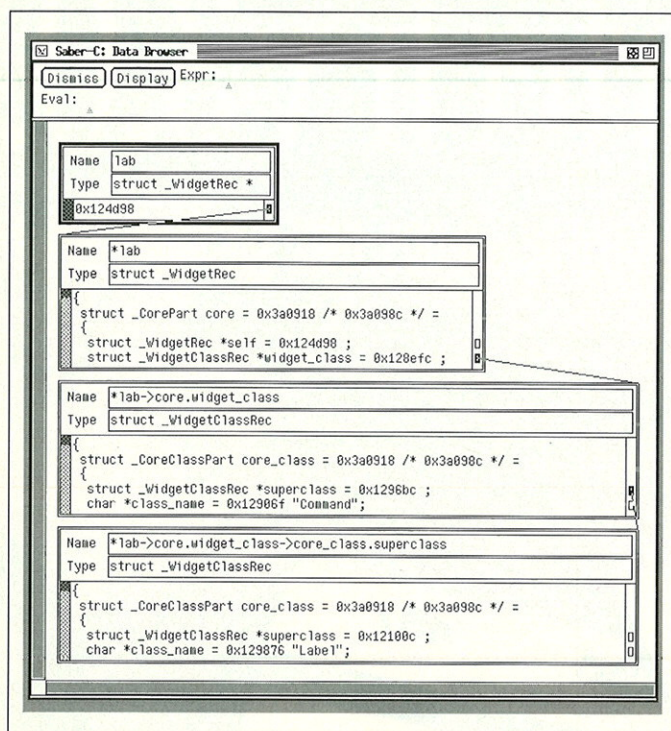 Saber-C: Data Browser
Dismiss Display Expr:
Eval:
Name lab
Type struct _WidgetRec *
0x124d98
Name *lab
Type struct _WidgetRec
{
struct _CorePart core = 0x3a0918 /* 0x3a098c */ =
{
struct _WidgetRec *self = 0x124d98 ;
struct _WidgetClassRec *widget_class = 0x128efc ;
Name *lab->core.widget_class
Type struct _WidgetClassRec
{
struct _CoreClassPart core_class = 0x3a0918 /* 0x3a098c */ =
{
struct _WidgetClassRec *superclass = 0x1296bc ;
char *class_name = 0x12906f "Command";
Name *lab->core.widget_class->core_class.superclass
Type struct _WidgetClassRec
{
struct _CoreClassPart core_class = 0x3a0918 /* 0x3a098c */ =
{
struct _WidgetClassRec *superclass = 0x12100c ;
char *class_name = 0x129876 "Label";